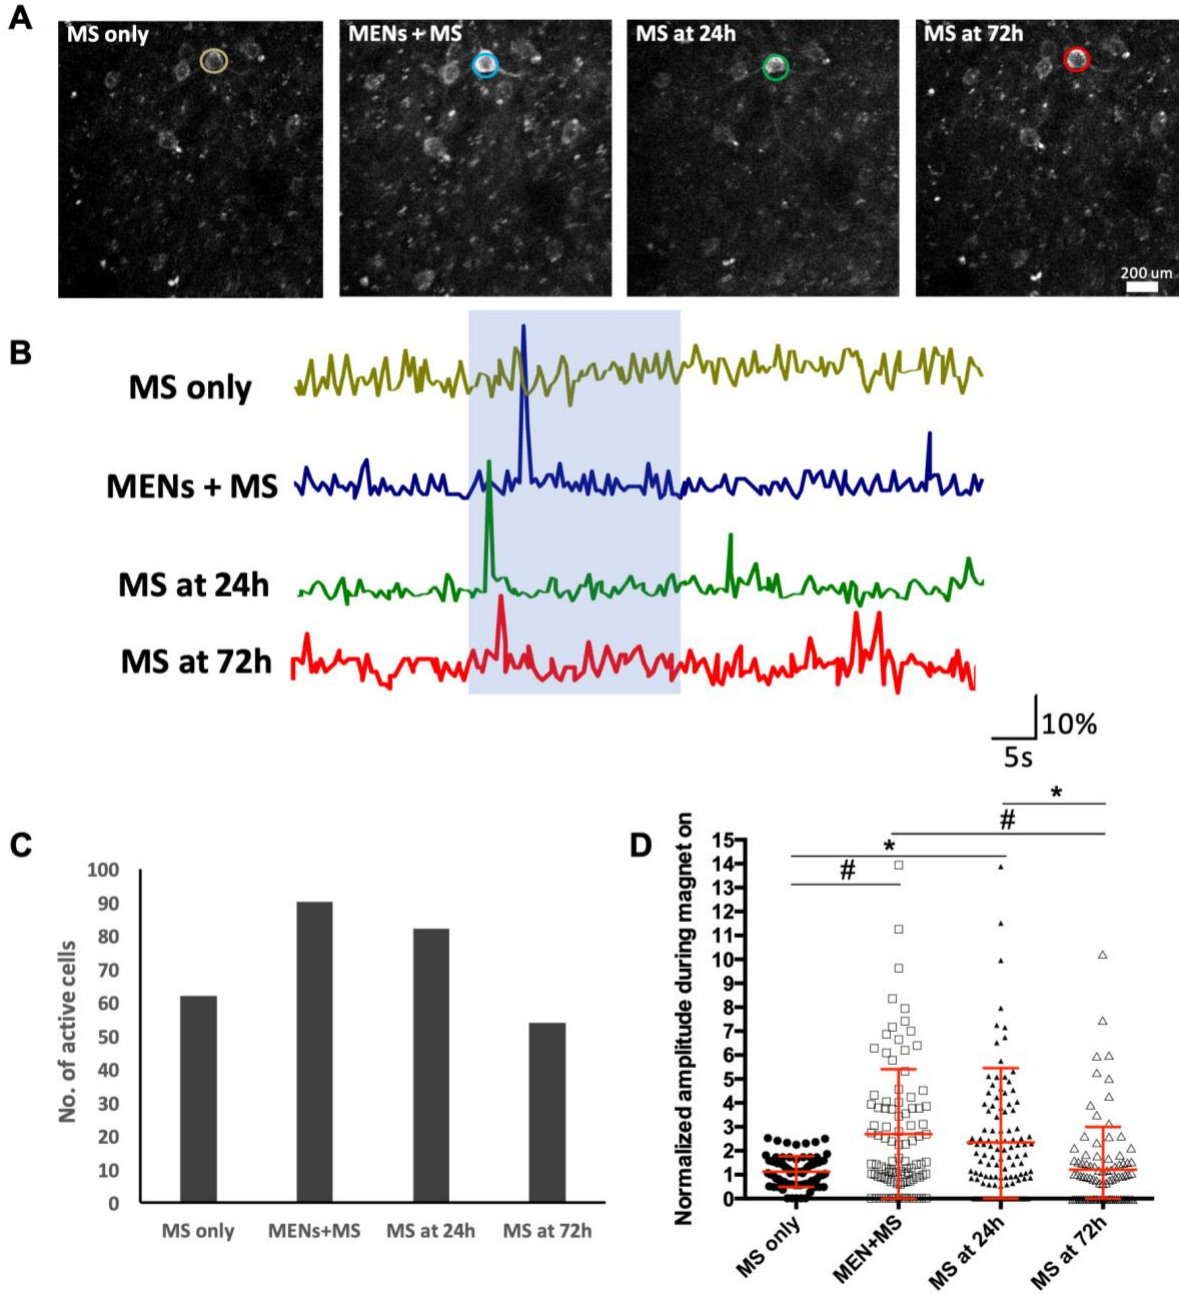 A
MS only
MENs + MS
MS at 24h
MS at 72h
200 um
B
MS only
MENs + MS
MS at 24h
MS at 72h
10%
5s
C
No. of active cells
100
90
80
70
60
50
40
30
20
10
0
MS only
MENs+MS
MS at 24h
MS at 72h
D
Normalized amplitude during magnet on
*
#
*
#
15
14
13
12
11
10
9
8
7
6
5
4
3
2
1
0
MS only
MEN+MS
MS at 24h
MS at 72h